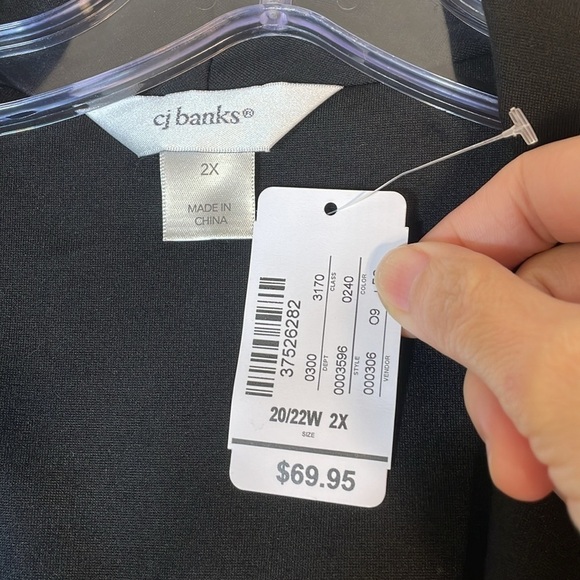 cj banks®
2X
MADE IN
CHINA
37526282
0300 3170
DEPT CLASS
0003596 0240
STYLE COLOR
000306 09
VENDOR
20/22W 2X
SIZE
$69.95